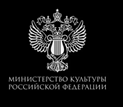 МИНИСТЕРСТВО КУЛЬТУРЫ
РОССИЙСКОЙ ФЕДЕРАЦИИ